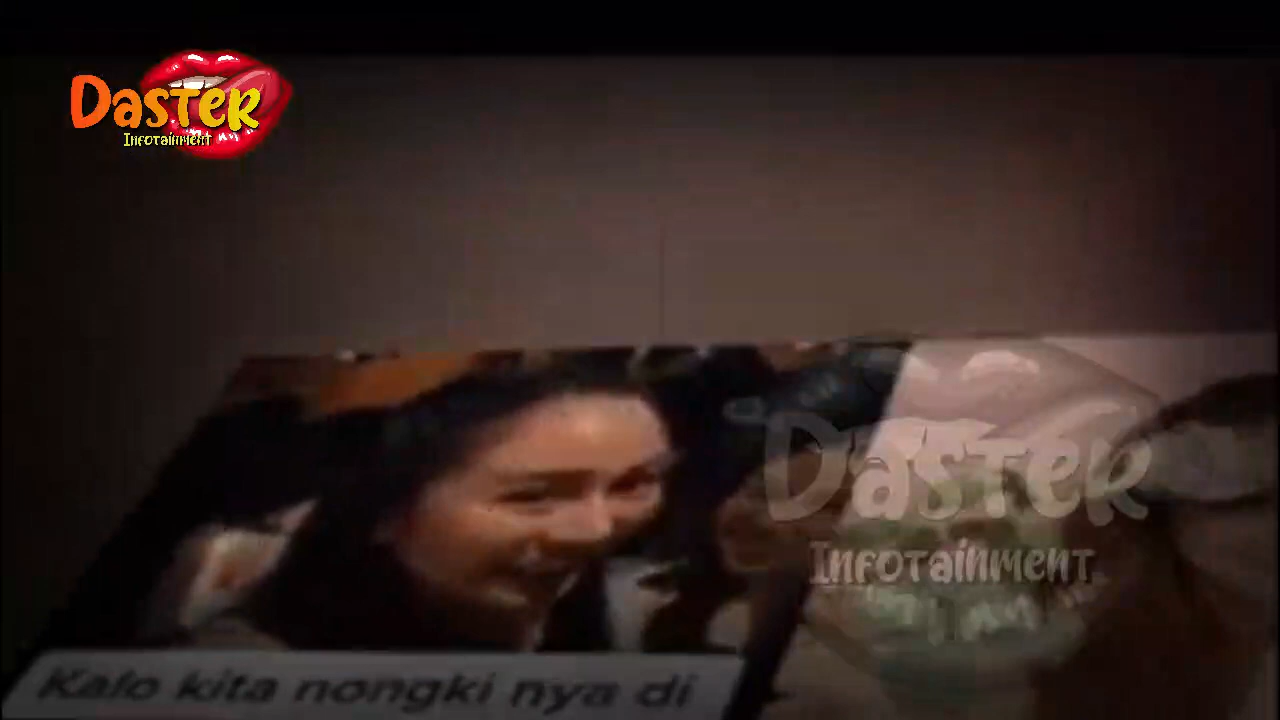 Daster
Infotainment
Daster
Infotainment
Kalo kita nongki nya di